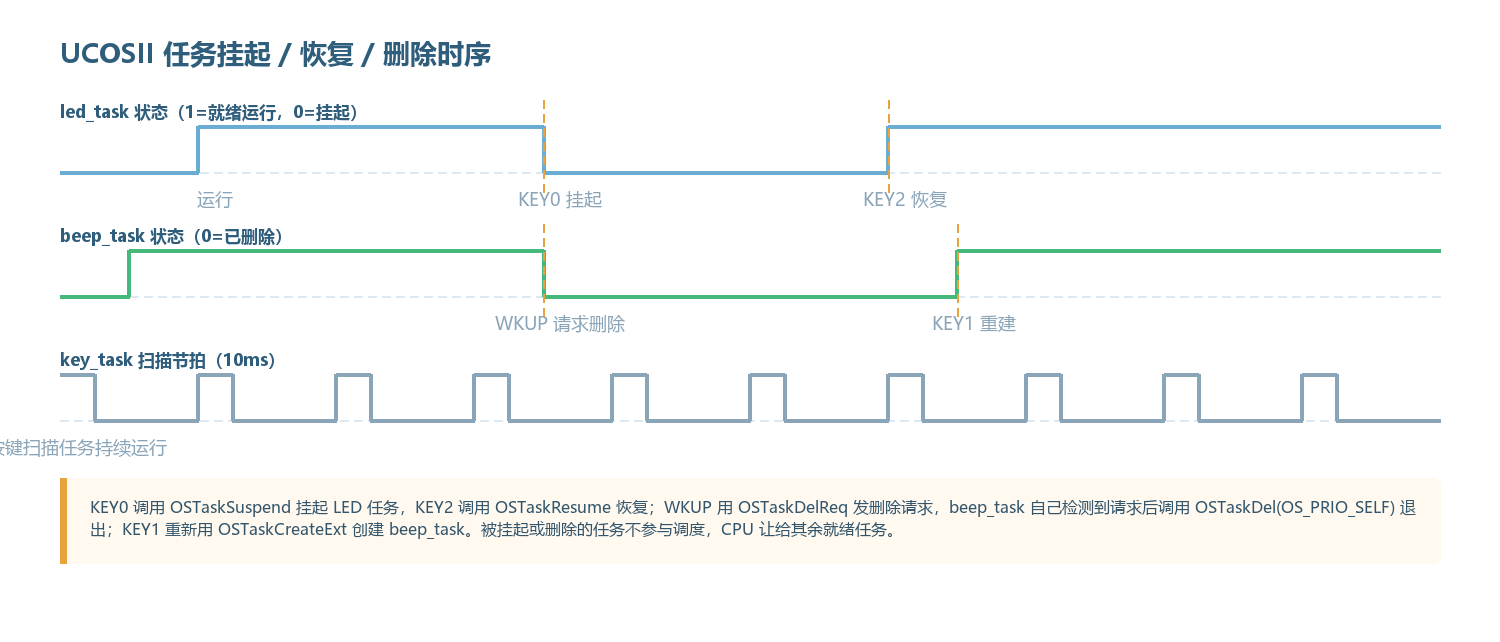 UCOSII 任务挂起 / 恢复 / 删除时序
led_task 状态（1=就绪运行，0=挂起）
运行
KEY0 挂起
KEY2 恢复
beep_task 状态（0=已删除）
WKUP 请求删除
KEY1 重建
key_task 扫描节拍（10ms）
按键扫描任务持续运行
KEY0 调用 OSTaskSuspend 挂起 LED 任务，KEY2 调用 OSTaskResume 恢复；WKUP 用 OSTaskDelReq 发删除请求，beep_task 自己检测到请求后调用 OSTaskDel(OS_PRIO_SELF) 退
出；KEY1 重新用 OSTaskCreateExt 创建 beep_task。被挂起或删除的任务不参与调度，CPU 让给其余就绪任务。